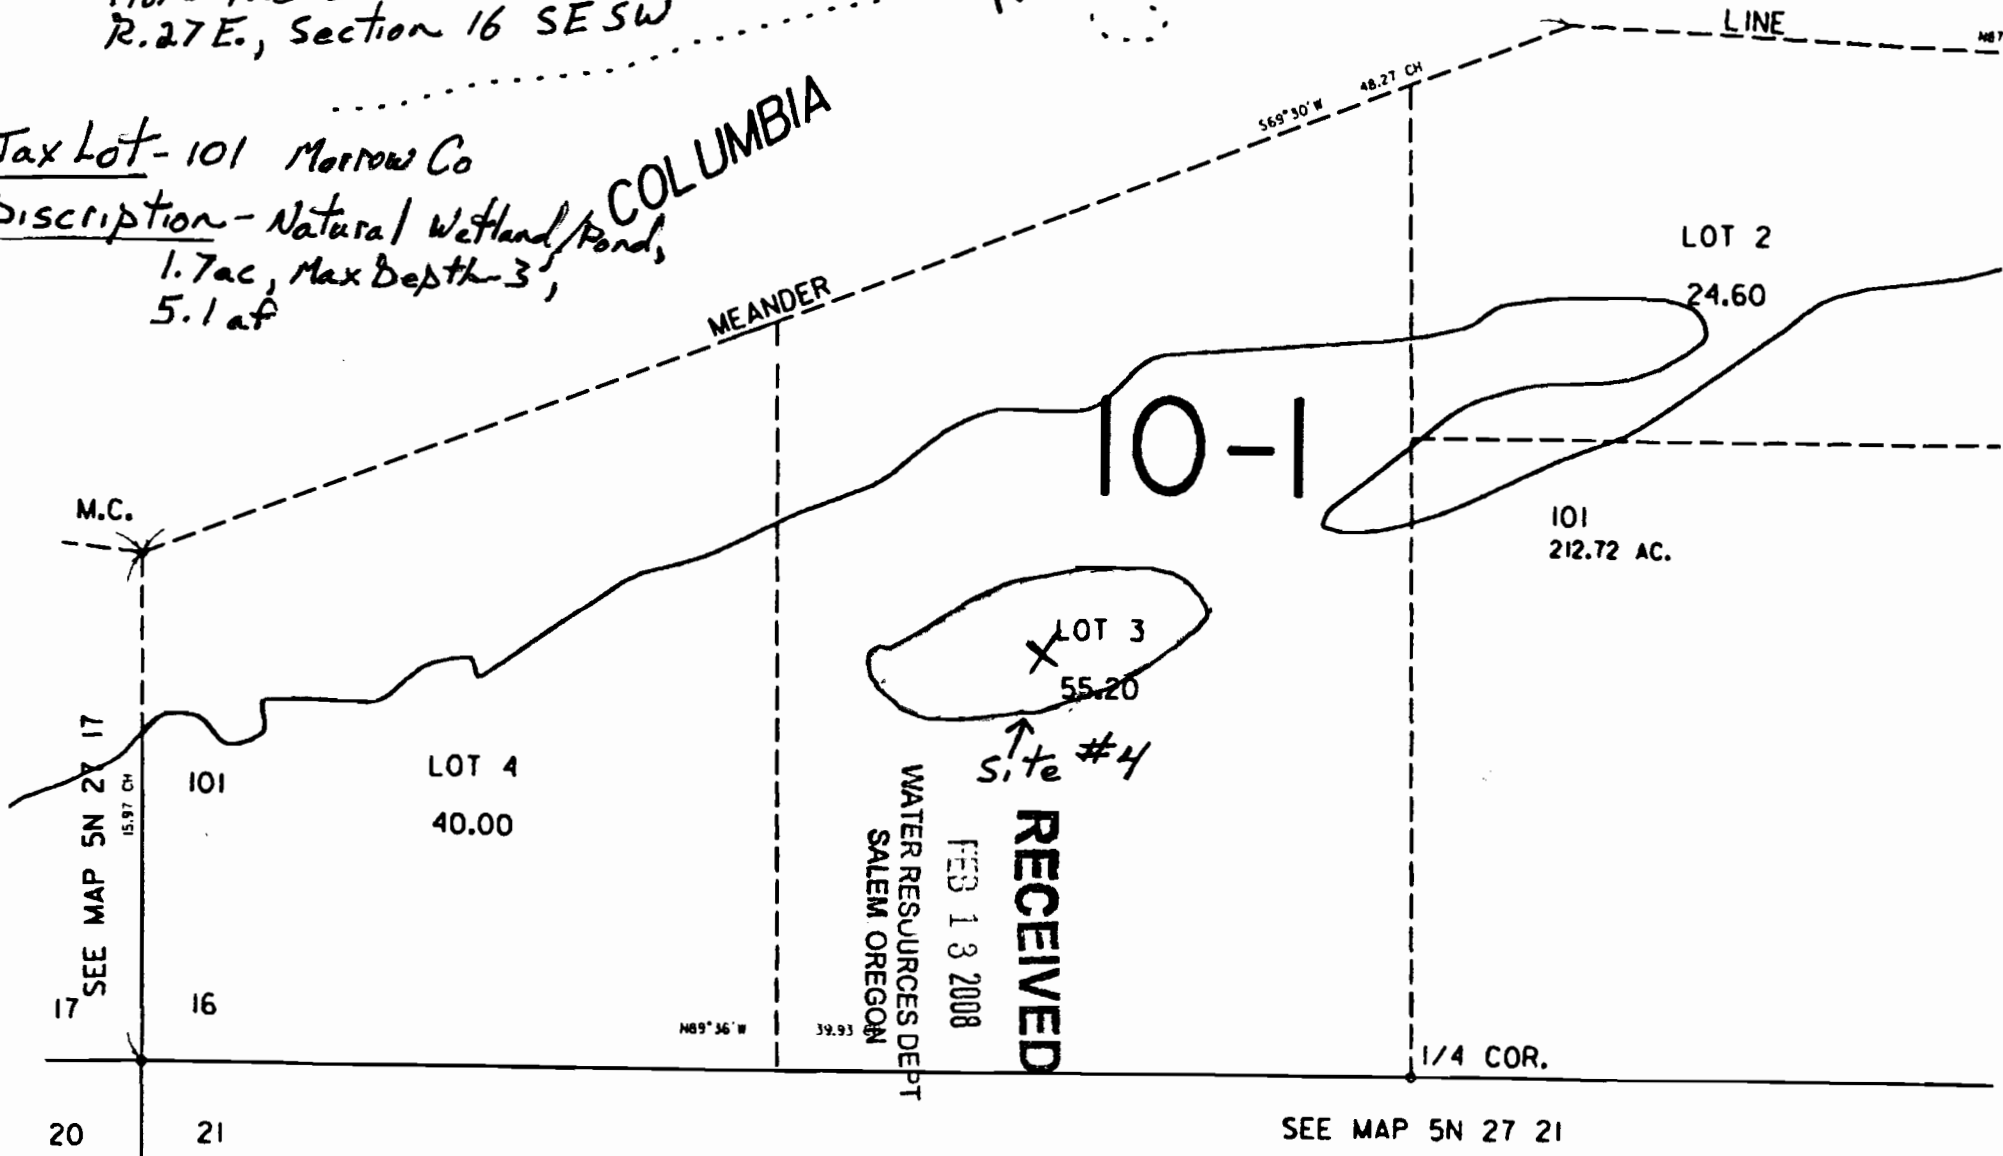 R.27E., Section 16 SE SW
Tax Lot - 101 Morrow Co
Discription - Natural Wetland/Pond,
1.7ac, Max Depth - 3',
5.1 af
COLUMBIA
MEANDER
S69°30'W 48.27 CH
LINE
LOT 2
24.60
10-1
101
212.72 AC.
M.C.
LOT 3
X
55.20
Site #4
LOT 4
40.00
101
SEE MAP 5N 27 17
15.97 CH
RECEIVED
FEB 13 2008
WATER RESOURCES DEPT
SALEM OREGON
17
16
N89°36'W
39.93
1/4 COR.
20
21
SEE MAP 5N 27 21